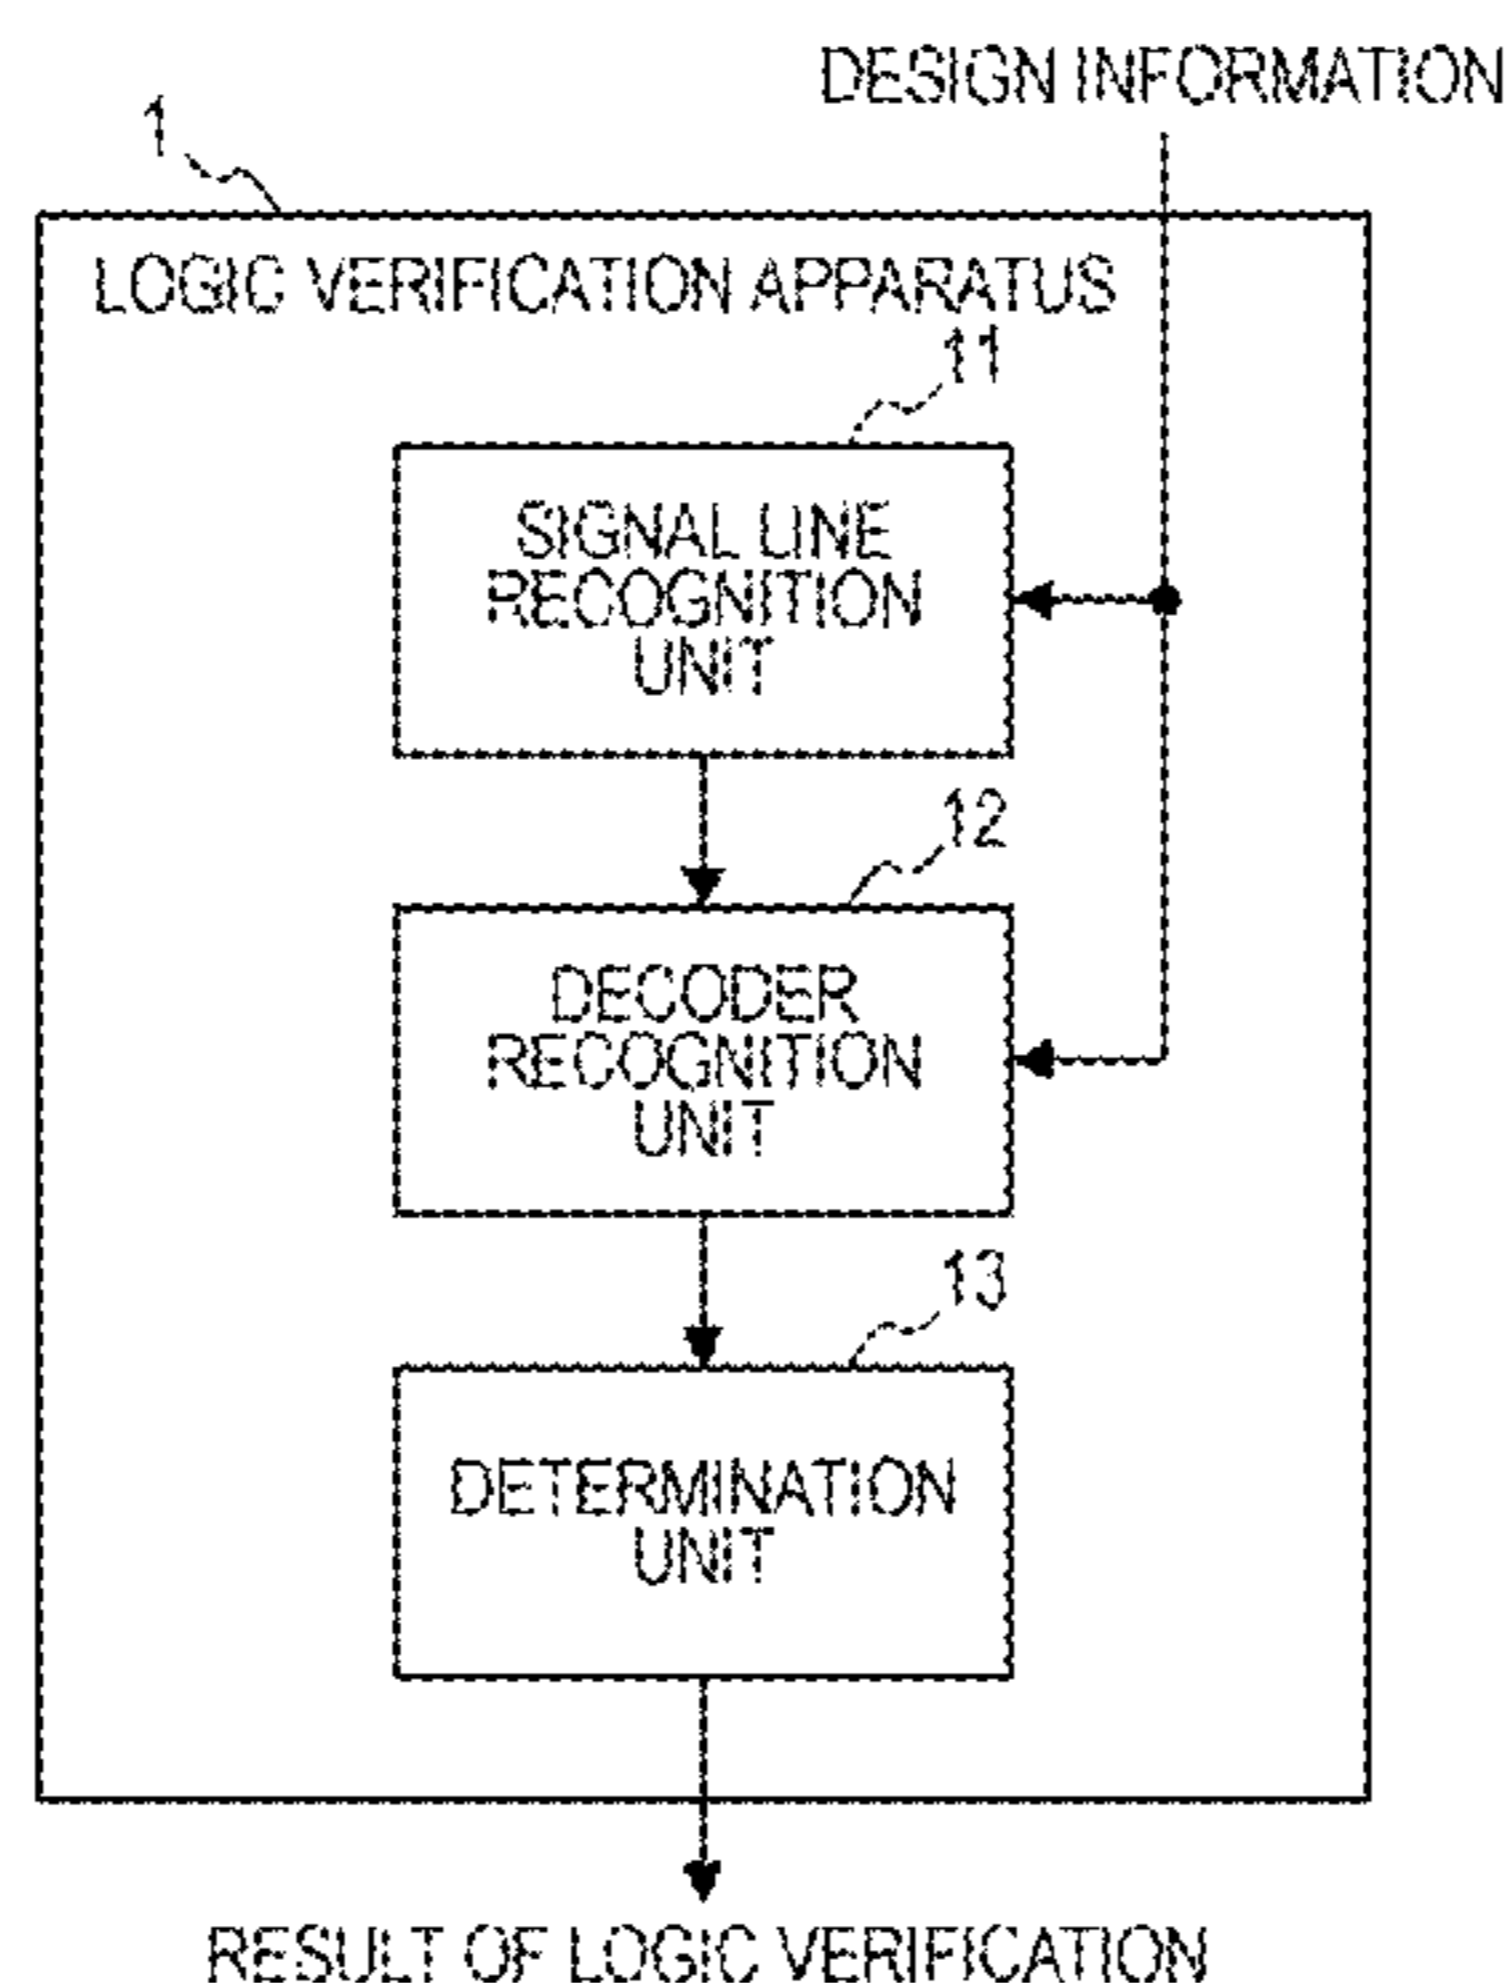 DESIGN INFORMATION
1
LOGIC VERIFICATION APPARATUS
11
SIGNAL LINE
RECOGNITION
UNIT
12
DECODER
RECOGNITION
UNIT
13
DETERMINATION
UNIT
RESULT OF LOGIC VERIFICATION